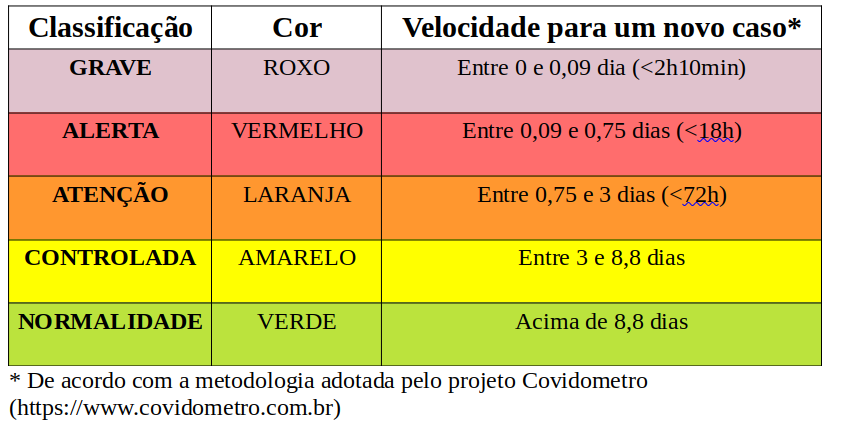 Classificação Cor Velocidade para um novo caso*
GRAVE ROXO Entre 0 e 0,09 dia (<2h10min)
ALERTA VERMELHO Entre 0,09 e 0,75 dias (<18h)
ATENÇÃO LARANJA Entre 0,75 e 3 dias (<72h)
CONTROLADA AMARELO Entre 3 e 8,8 dias
NORMALIDADE VERDE Acima de 8,8 dias
* De acordo com a metodologia adotada pelo projeto Covidometro
(https://www.covidometro.com.br)